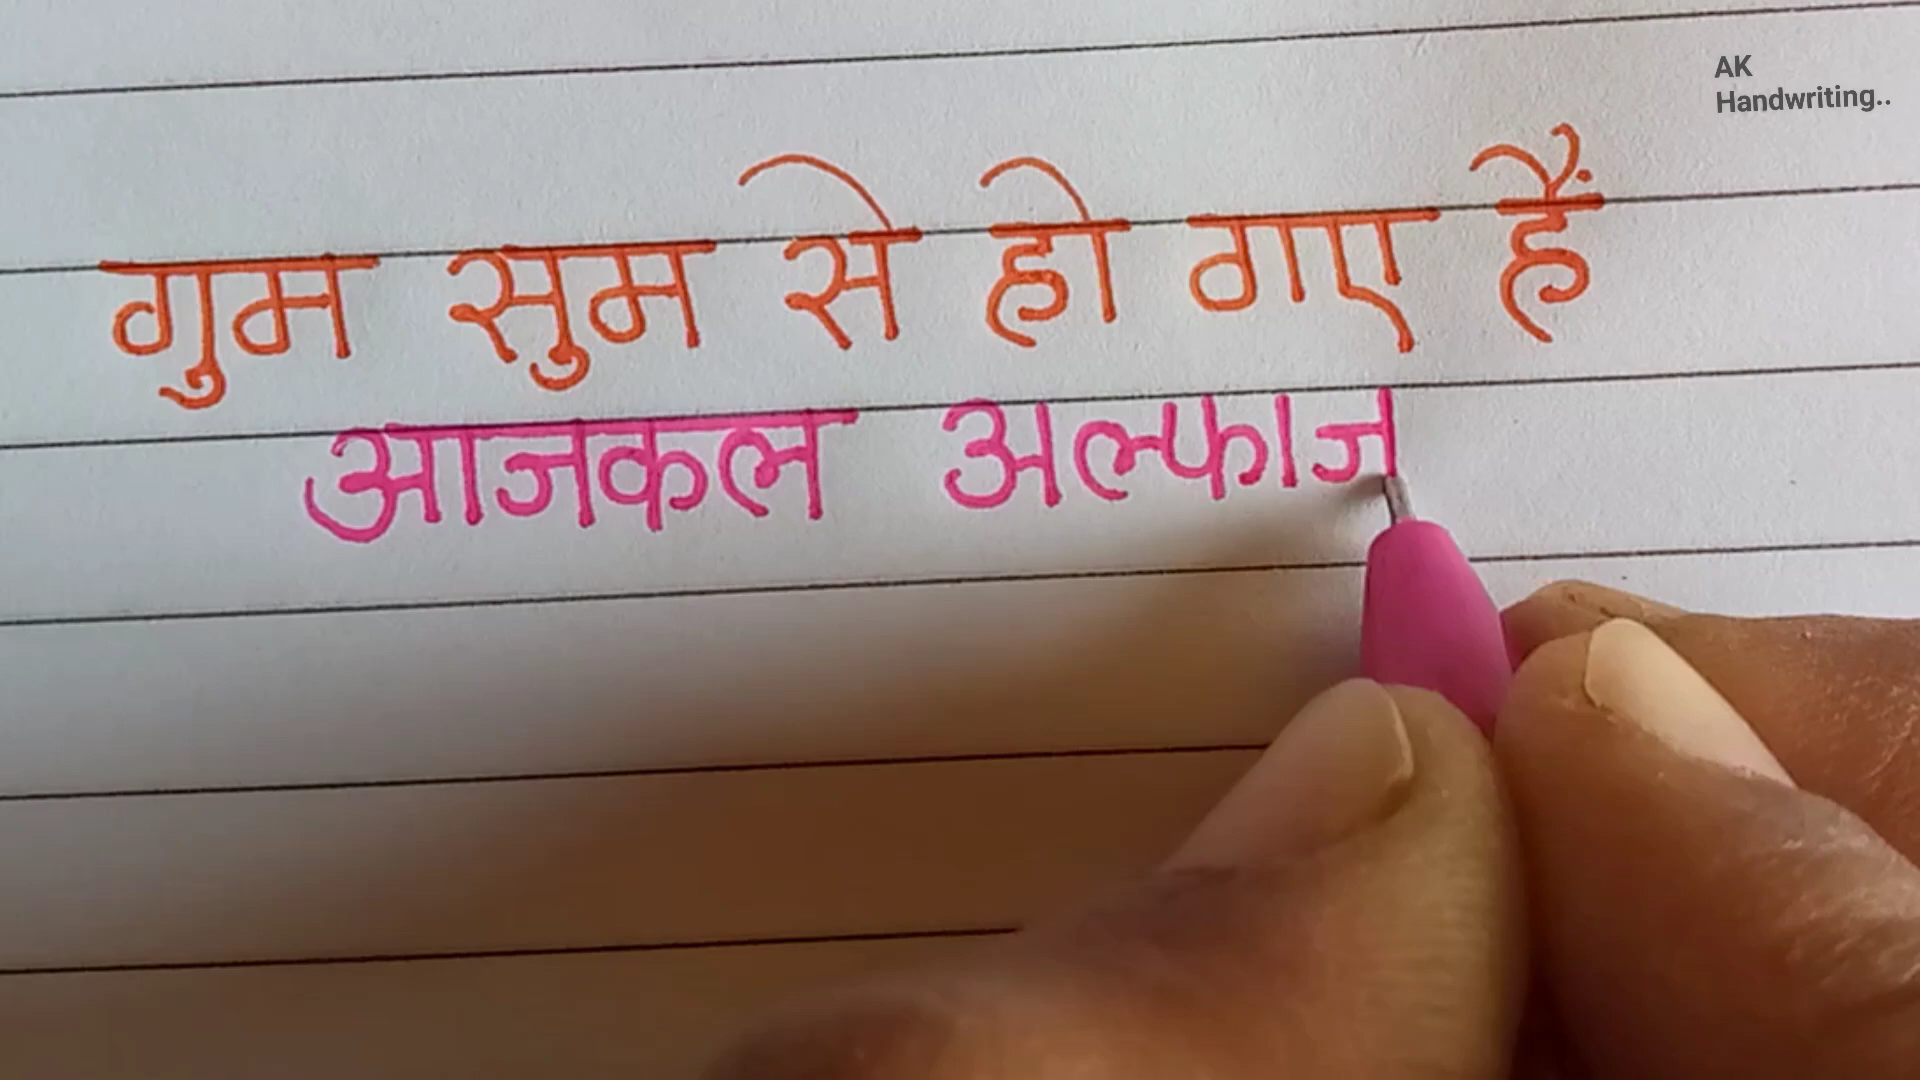 AK
Handwriting..
गुम सुम से हो गए हैं
आजकल अल्फाज